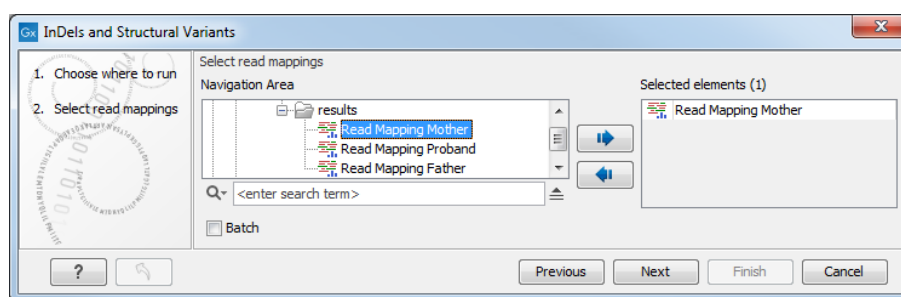 Gx InDels and Structural Variants
1. Choose where to run
2. Select read mappings
Select read mappings
Navigation Area
results
Read Mapping Mother
Read Mapping Proband
Read Mapping Father
<enter search term>
Batch
Selected elements (1)
Read Mapping Mother
?
Previous
Next
Finish
Cancel